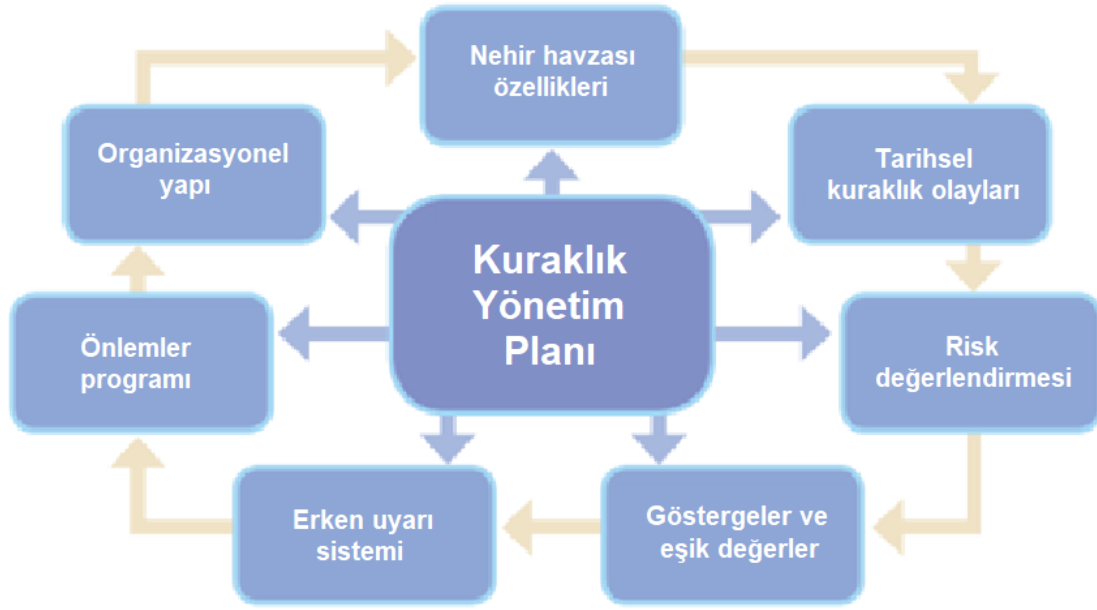 Nehir havzası
özellikleri
Organizasyonel
yapı
Tarihsel
kuraklık olayları
Kuraklık
Yönetim
Planı
Önlemler
programı
Risk
değerlendirmesi
Erken uyarı
sistemi
Göstergeler ve
eşik değerler